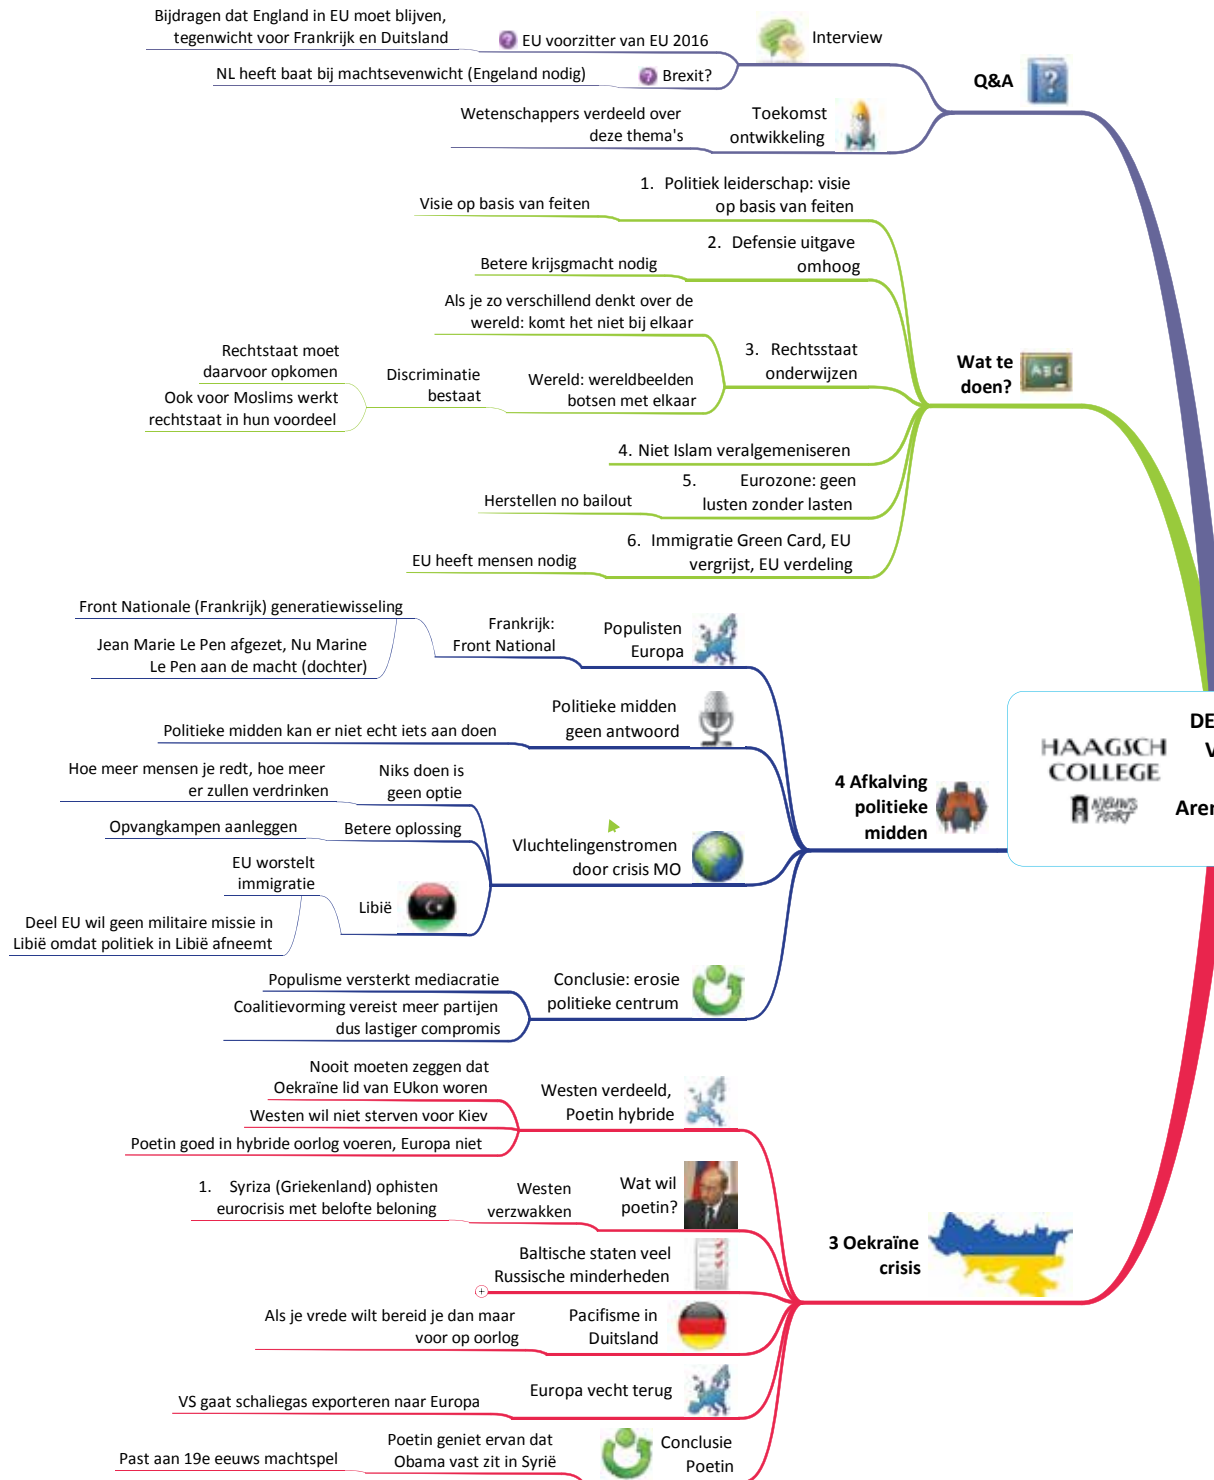 Q&A
Interview
EU voorzitter van EU 2016
Bijdragen dat England in EU moet blijven,
tegenwicht voor Frankrijk en Duitsland
Brexit?
NL heeft baat bij machtsevenwicht (Engeland nodig)
Toekomst
ontwikkeling
Wetenschappers verdeeld over
deze thema's
Wat te
doen?
1. Politiek leiderschap: visie
op basis van feiten
Visie op basis van feiten
2. Defensie uitgave
omhoog
Betere krijsgmacht nodig
3. Rechtsstaat
onderwijzen
Als je zo verschillend denkt over de
wereld: komt het niet bij elkaar
Wereld: wereldbeelden
botsen met elkaar
Discriminatie
bestaat
Rechtstaat moet
daarvoor opkomen
Ook voor Moslims werkt
rechtstaat in hun voordeel
4. Niet Islam veralgemeniseren
5. Eurozone: geen
lusten zonder lasten
Herstellen no bailout
6. Immigratie Green Card, EU
vergrijst, EU verdeling
EU heeft mensen nodig
HAAGSCH
COLLEGE
NIEUWS
POORT
DE
V
Aren
4 Afkalving
politieke
midden
Populisten
Europa
Frankrijk:
Front National
Front Nationale (Frankrijk) generatiewisseling
Jean Marie Le Pen afgezet, Nu Marine
Le Pen aan de macht (dochter)
Politieke midden
geen antwoord
Politieke midden kan er niet echt iets aan doen
Vluchtelingenstromen
door crisis MO
Niks doen is
geen optie
Hoe meer mensen je redt, hoe meer
er zullen verdrinken
Betere oplossing
Opvangkampen aanleggen
Libië
EU worstelt
immigratie
Deel EU wil geen militaire missie in
Libië omdat politiek in Libië afneemt
Conclusie: erosie
politieke centrum
Populisme versterkt mediacratie
Coalitievorming vereist meer partijen
dus lastiger compromis
3 Oekraïne
crisis
Westen verdeeld,
Poetin hybride
Nooit moeten zeggen dat
Oekraïne lid van EUkon woren
Westen wil niet sterven voor Kiev
Poetin goed in hybride oorlog voeren, Europa niet
Wat wil
poetin?
Westen
verzwakken
1. Syriza (Griekenland) ophisten
eurocrisis met belofte beloning
Baltische staten veel
Russische minderheden
Pacifisme in
Duitsland
Als je vrede wilt bereid je dan maar
voor op oorlog
Europa vecht terug
VS gaat schaliegas exporteren naar Europa
Conclusie
Poetin
Poetin geniet ervan dat
Obama vast zit in Syrië
Past aan 19e eeuws machtspel